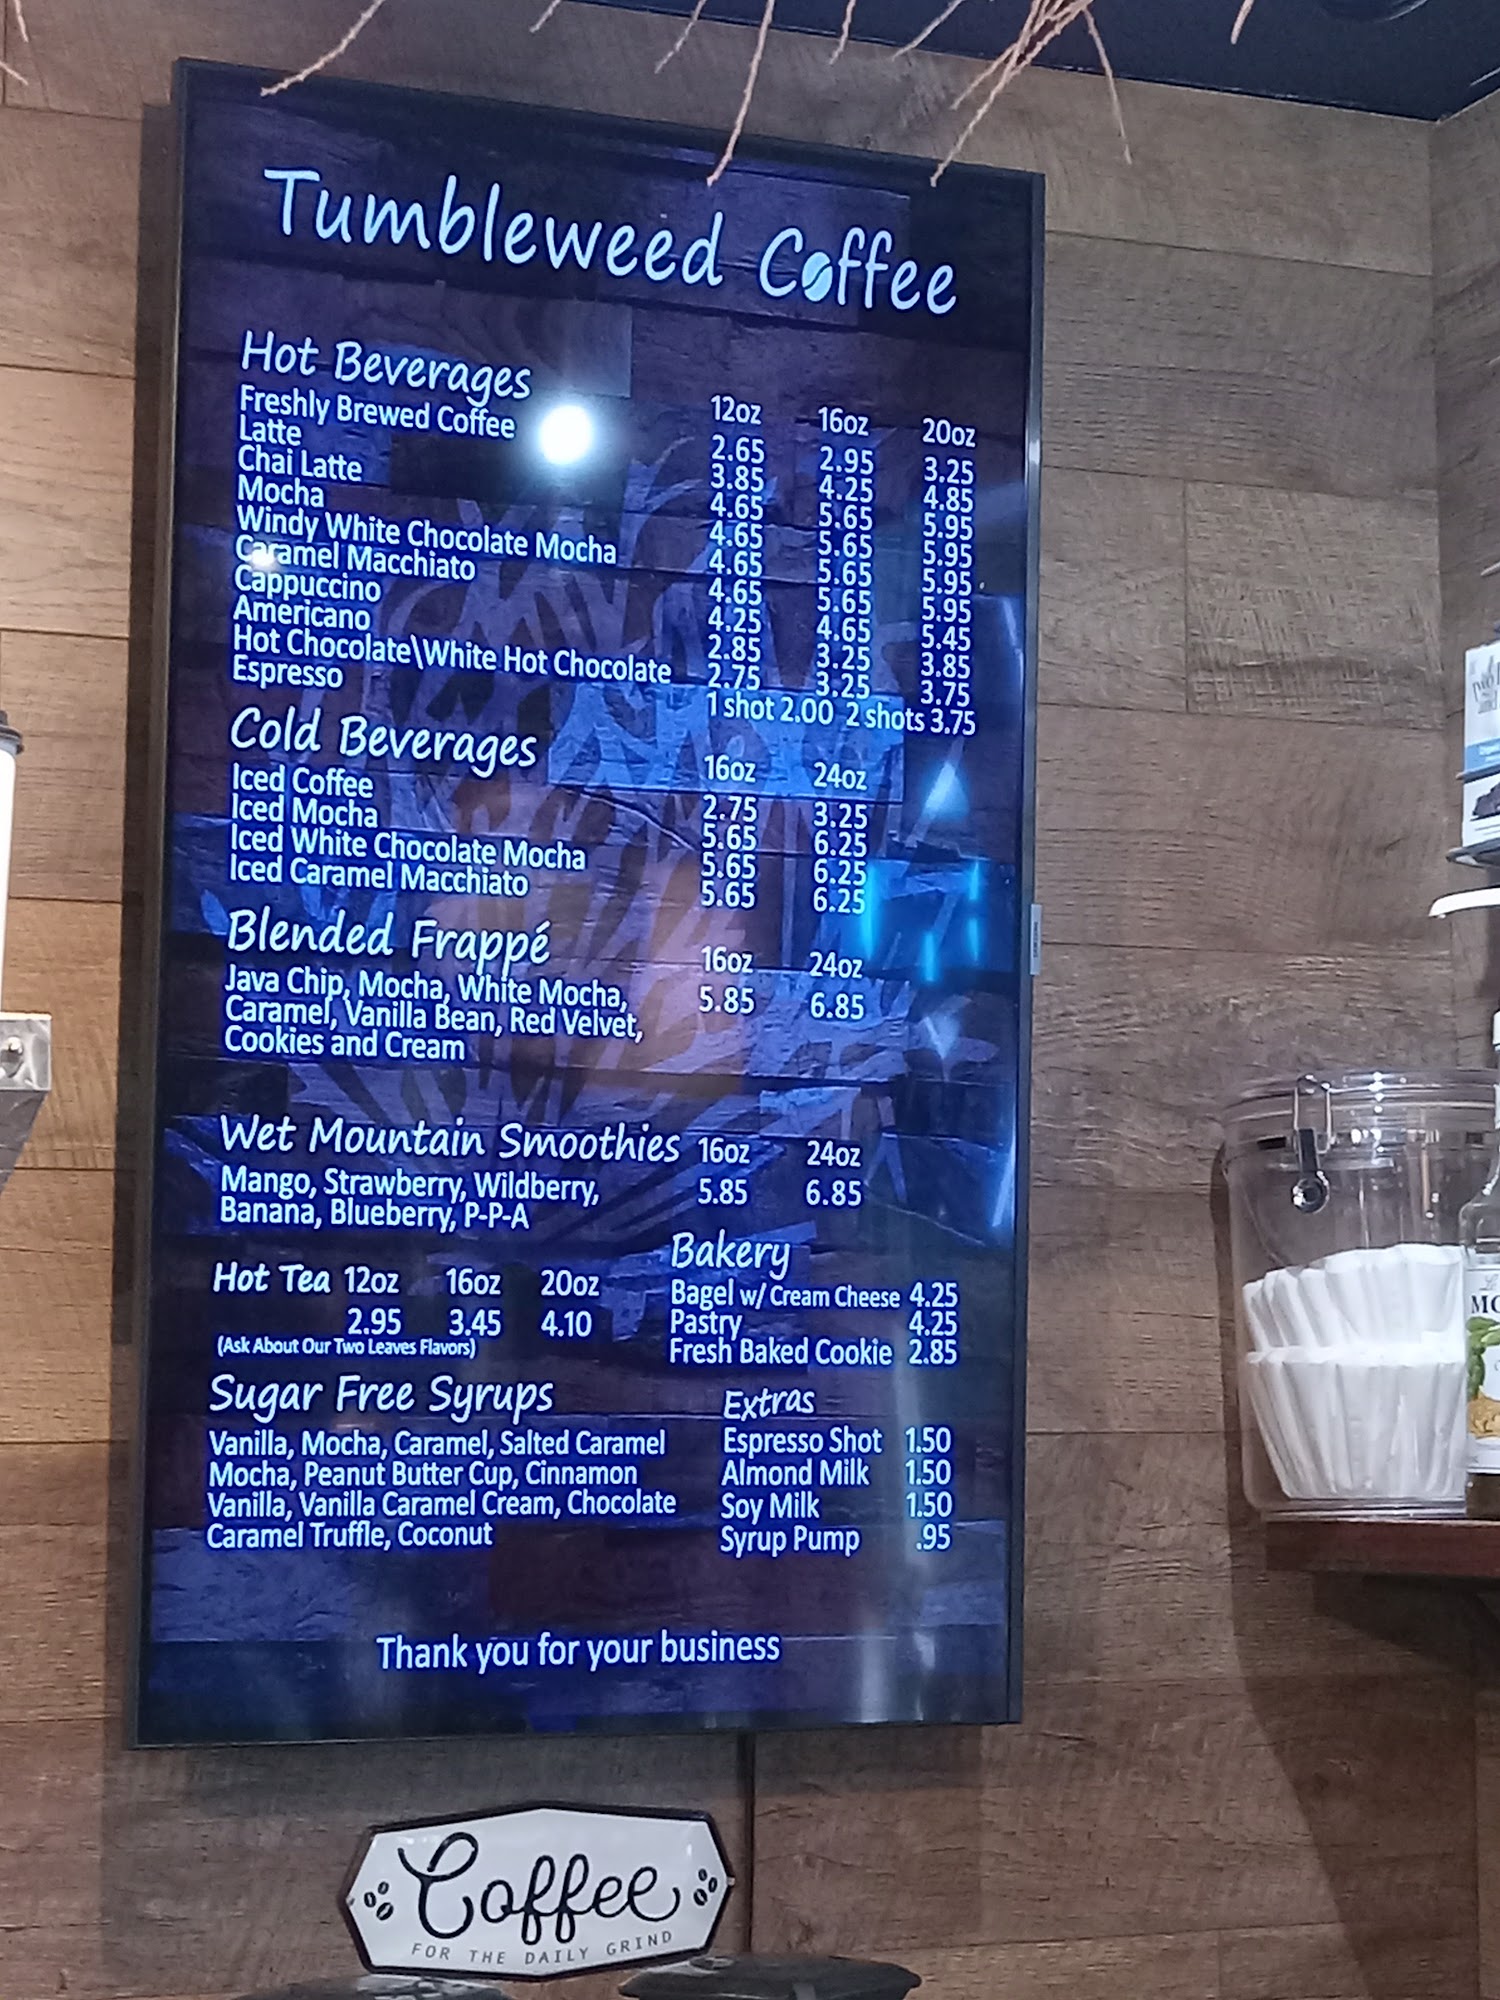 Tumbleweed Coffee
Hot Beverages 12oz 16oz 20oz
Freshly Brewed Coffee 2.65 2.95 3.25
Latte 3.85 4.25 4.85
Chai Latte 4.65 5.65 5.95
Mocha 4.65 5.65 5.95
Windy White Chocolate Mocha 4.65 5.65 5.95
Caramel Macchiato 4.65 5.65 5.95
Cappuccino 4.25 4.65 5.45
Americano 2.85 3.25 3.85
Hot Chocolate\White Hot Chocolate 2.75 3.25 3.75
Espresso 1 shot 2.00 2 shots 3.75
Cold Beverages 16oz 24oz
Iced Coffee 2.75 3.25
Iced Mocha 5.65 6.25
Iced White Chocolate Mocha 5.65 6.25
Iced Caramel Macchiato 5.65 6.25
Blended Frappé 16oz 24oz
Java Chip, Mocha, White Mocha, 5.85 6.85
Caramel, Vanilla Bean, Red Velvet,
Cookies and Cream
Wet Mountain Smoothies 16oz 24oz
Mango, Strawberry, Wildberry, 5.85 6.85
Banana, Blueberry, P-P-A
Hot Tea 12oz 16oz 20oz
2.95 3.45 4.10
(Ask About Our Two Leaves Flavors)
Bakery
Bagel w/ Cream Cheese 4.25
Pastry 4.25
Fresh Baked Cookie 2.85
Sugar Free Syrups
Vanilla, Mocha, Caramel, Salted Caramel
Mocha, Peanut Butter Cup, Cinnamon
Vanilla, Vanilla Caramel Cream, Chocolate
Caramel Truffle, Coconut
Extras
Espresso Shot 1.50
Almond Milk 1.50
Soy Milk 1.50
Syrup Pump .95
Thank you for your business
Coffee
FOR THE DAILY GRIND